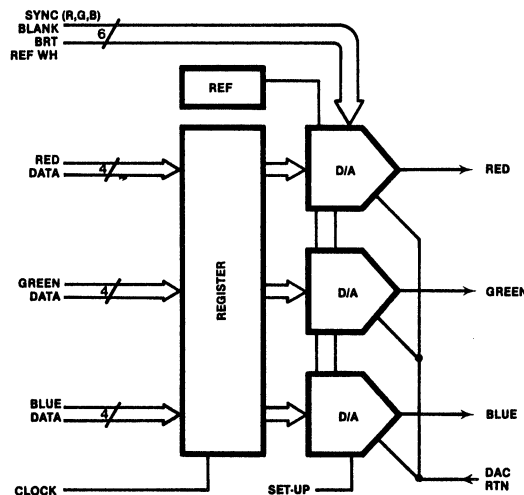 SYNC (R,G,B)
BLANK
BRT
REF WH
6
REF
RED
DATA
4
D/A
RED
REGISTER
GREEN
DATA
4
D/A
GREEN
BLUE
DATA
4
D/A
BLUE
CLOCK
SET-UP
DAC
RTN